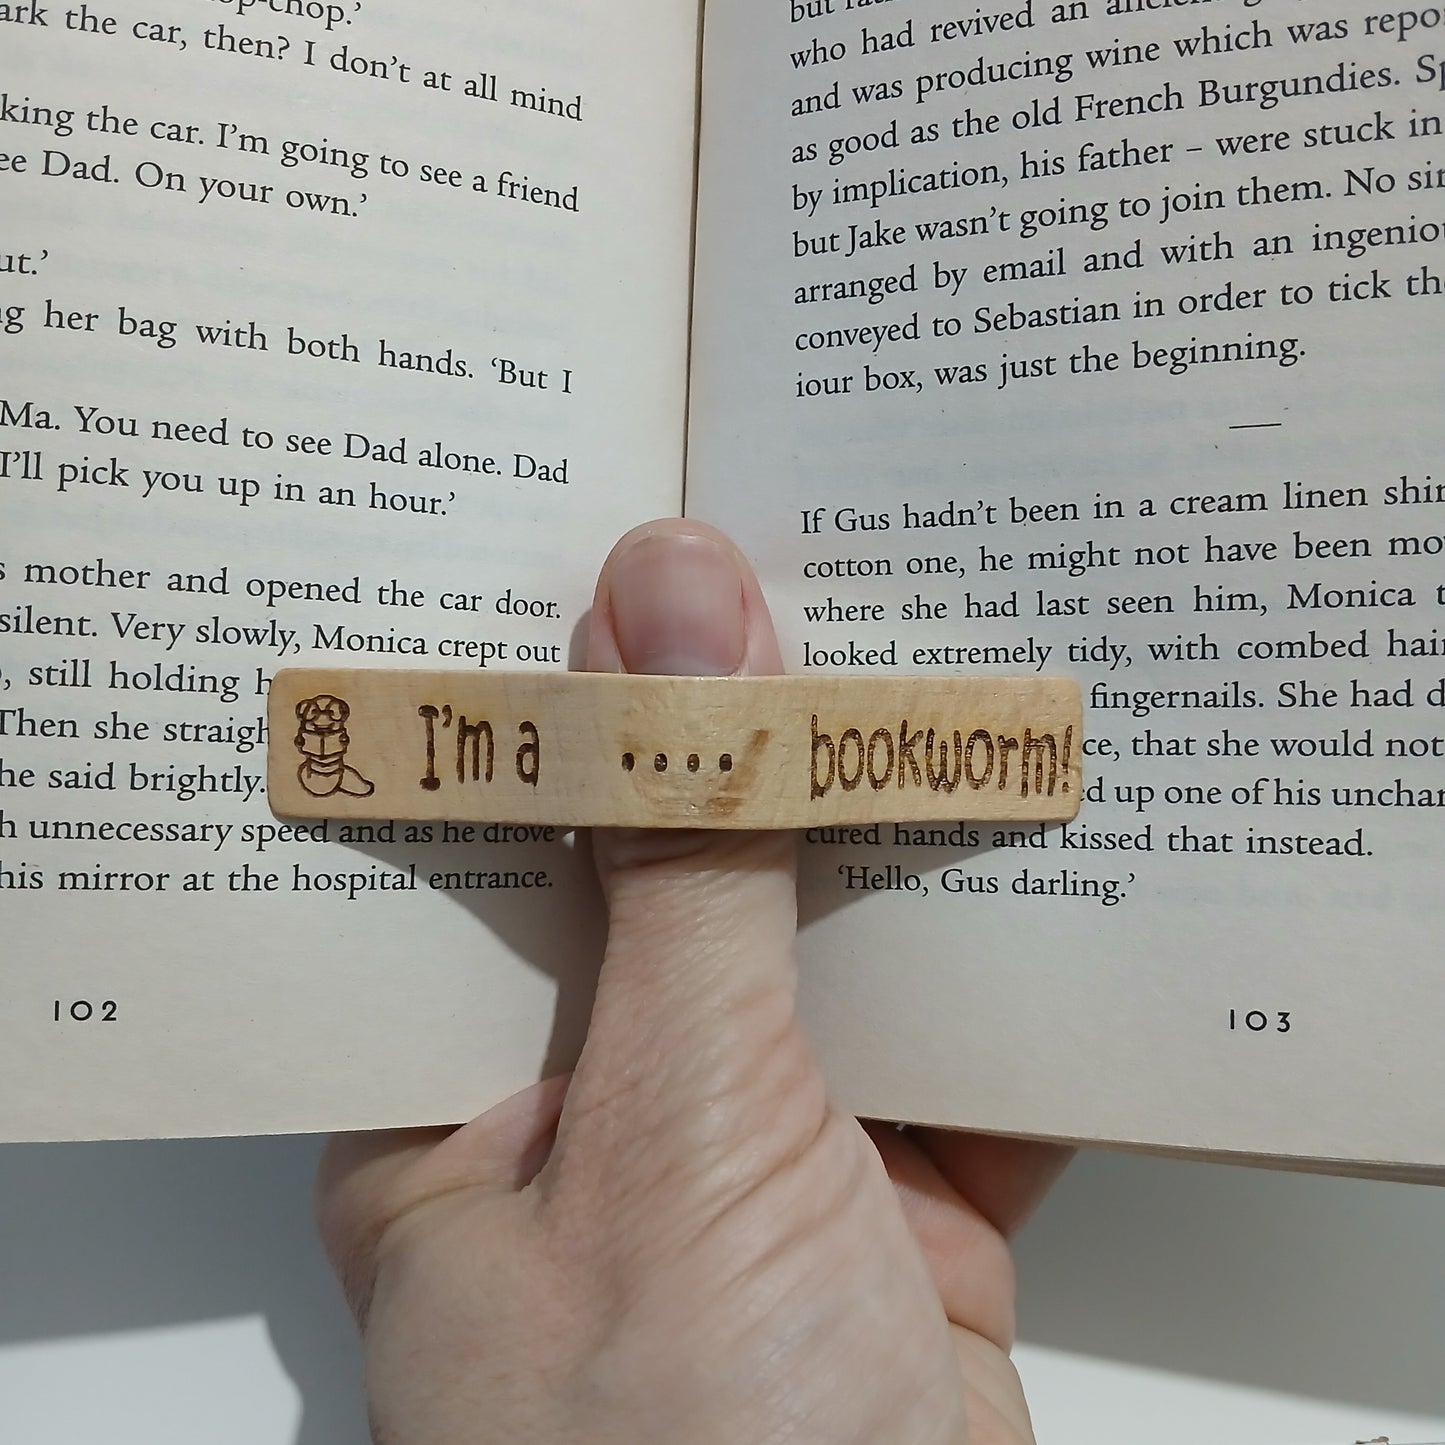 ark the car, then? I don't at all mind
king the car. I'm going to see a friend
ee Dad. On your own.'
ut.'
g her bag with both hands. 'But I
Ma. You need to see Dad alone. Dad
I'll pick you up in an hour.'
s mother and opened the car door.
silent. Very slowly, Monica crept out
, still holding h
Then she straigh
he said brightly.
h unnecessary speed and as he drove
his mirror at the hospital entrance.
102
I'm a .... bookworm!
who had revived an
and was producing wine which was repo
as good as the old French Burgundies. Sp
by implication, his father – were stuck in
but Jake wasn't going to join them. No sin
arranged by email and with an ingenio
conveyed to Sebastian in order to tick th
iour box, was just the beginning.
If Gus hadn't been in a cream linen shir
cotton one, he might not have been mo
where she had last seen him, Monica t
looked extremely tidy, with combed hair
fingernails. She had d
ce, that she would not
ed up one of his unchar
cured hands and kissed that instead.
'Hello, Gus darling.'
103